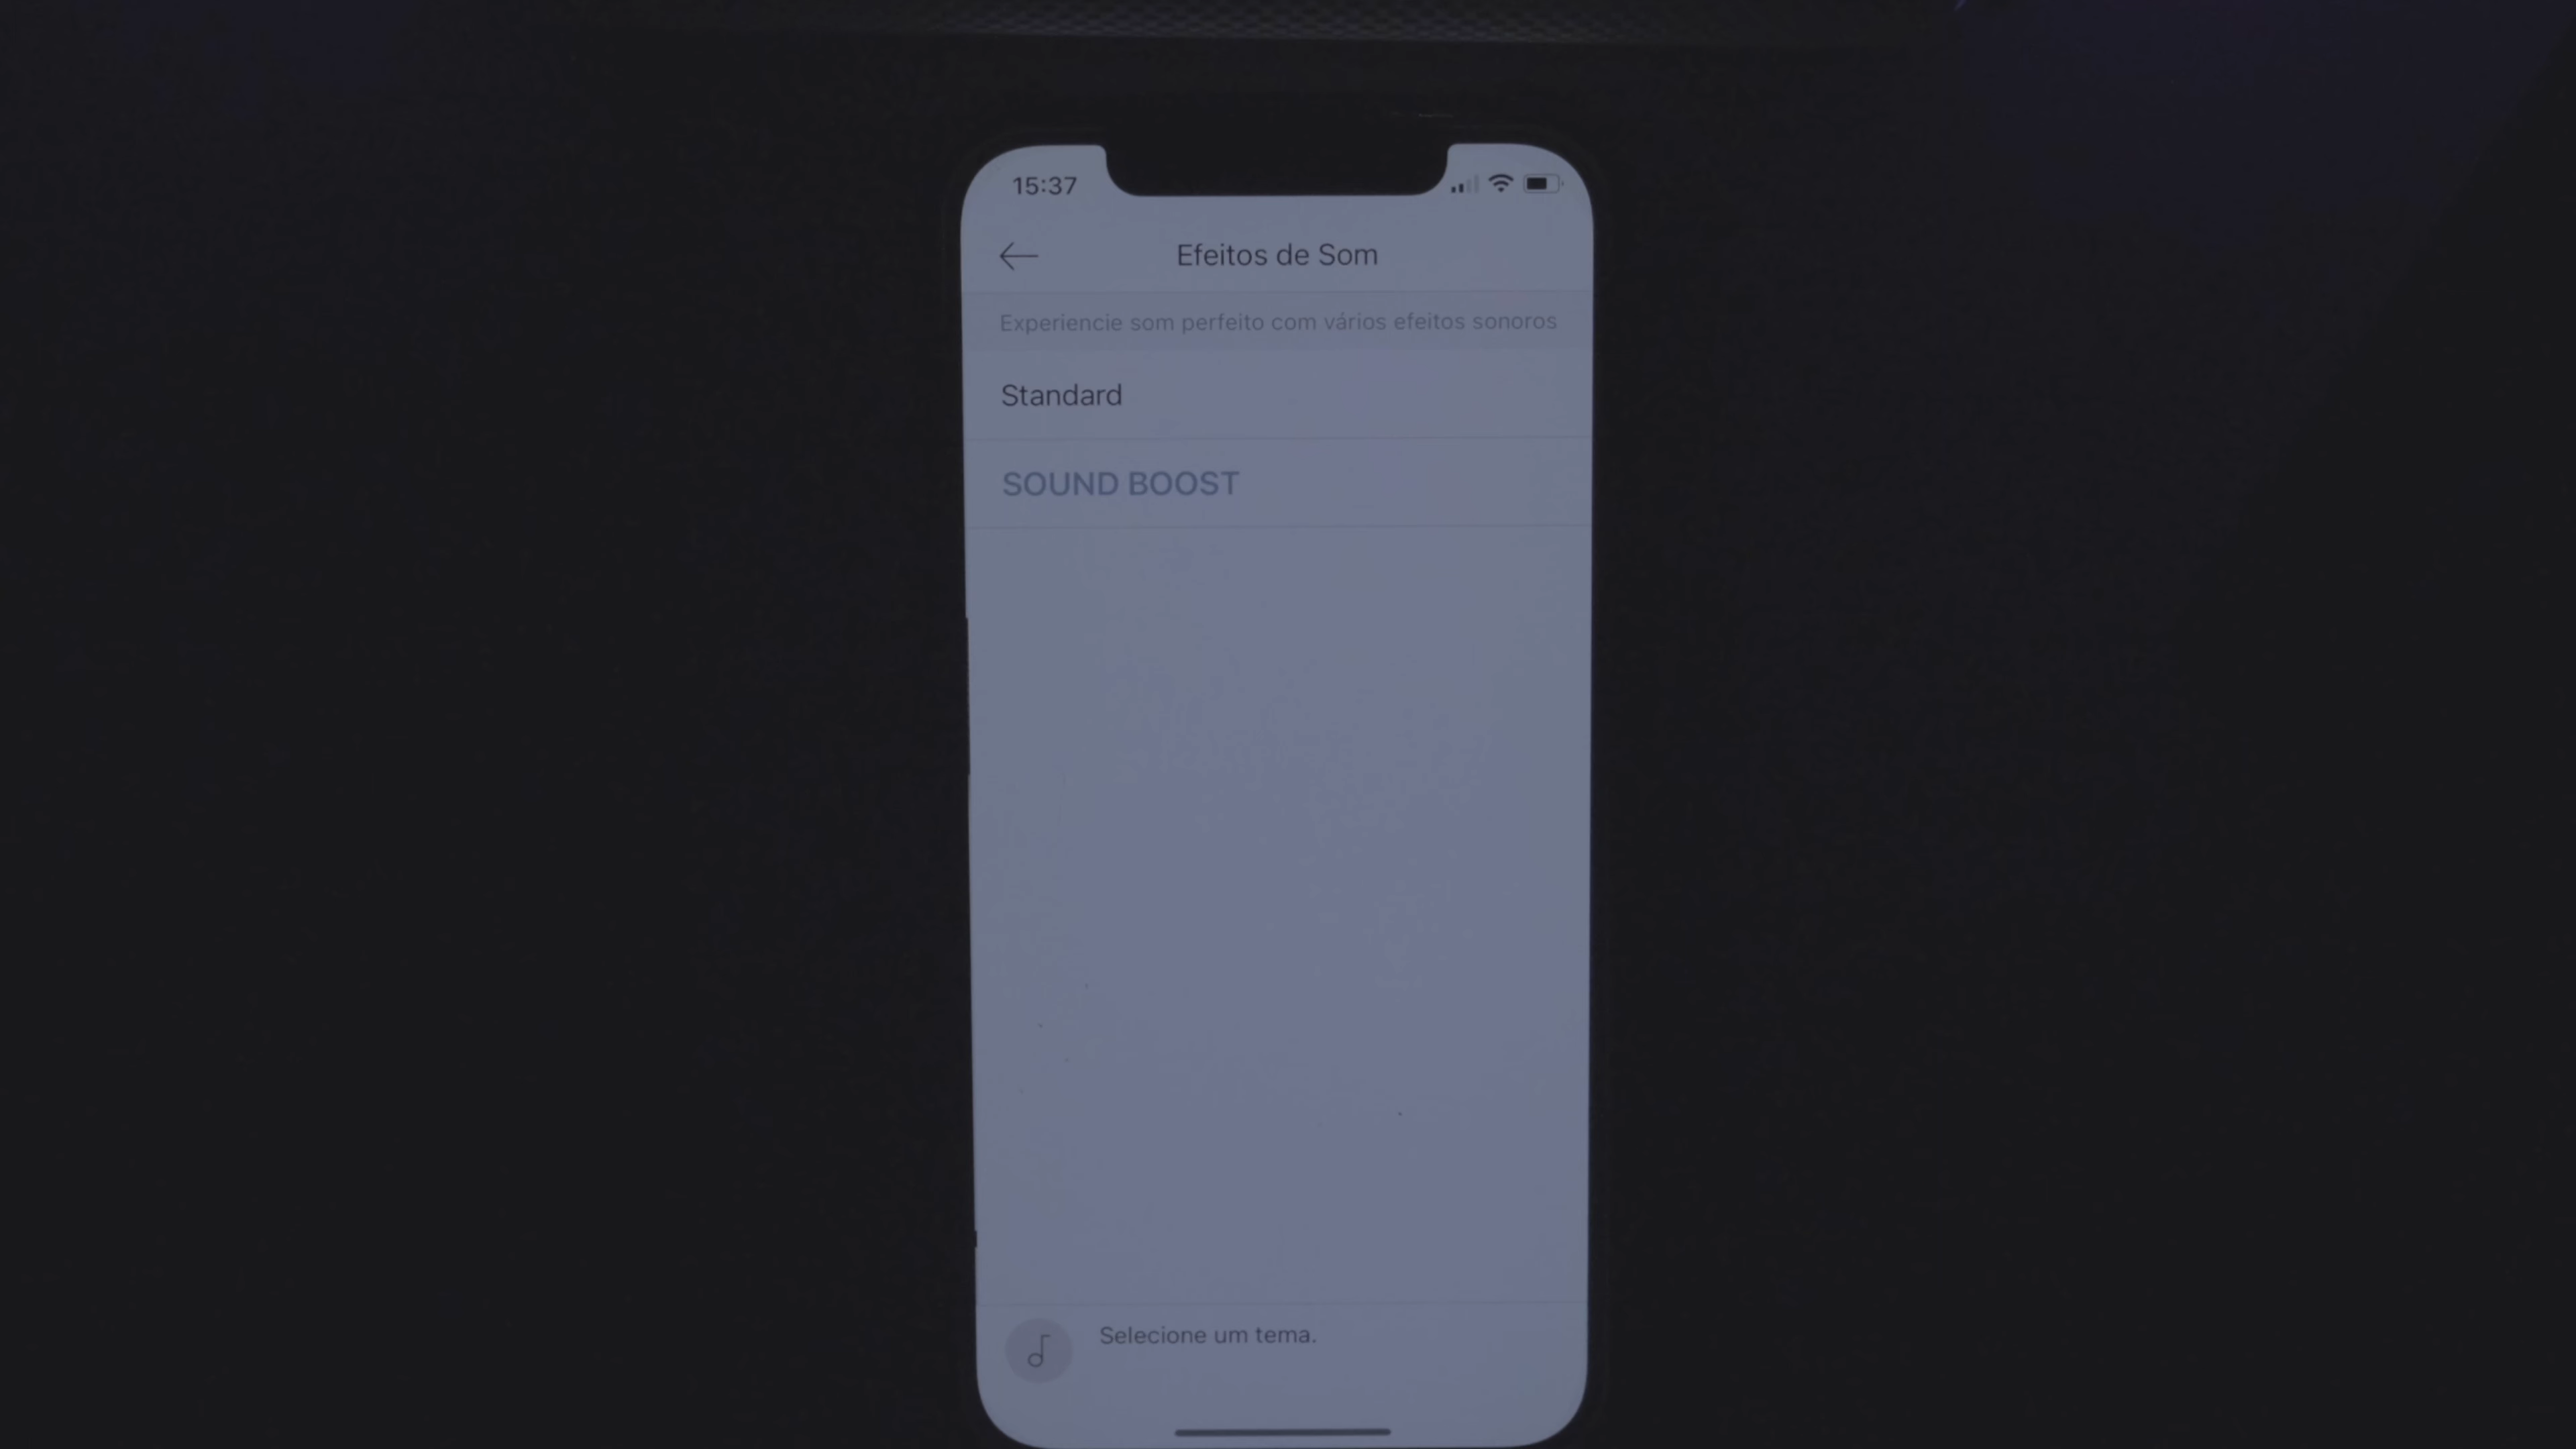 15:37
Efeitos de Som
Experiencie som perfeito com vários efeitos sonoros
Standard
SOUND BOOST
Selecione um tema.